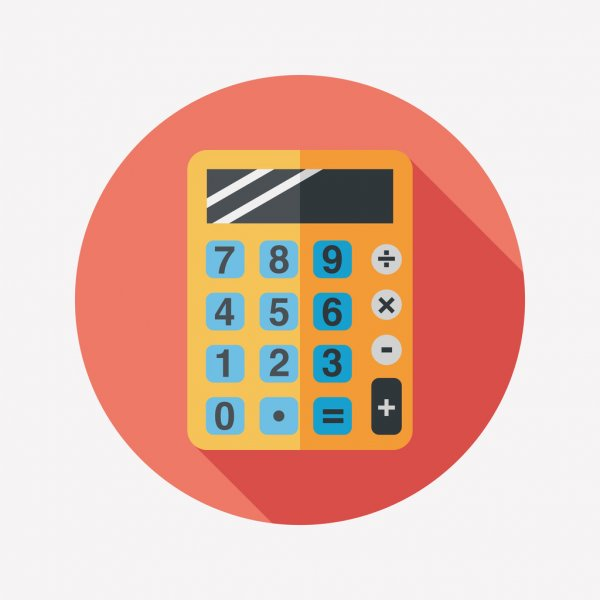 7 8 9 ÷
4 5 6 ×
1 2 3 -
0 . = +